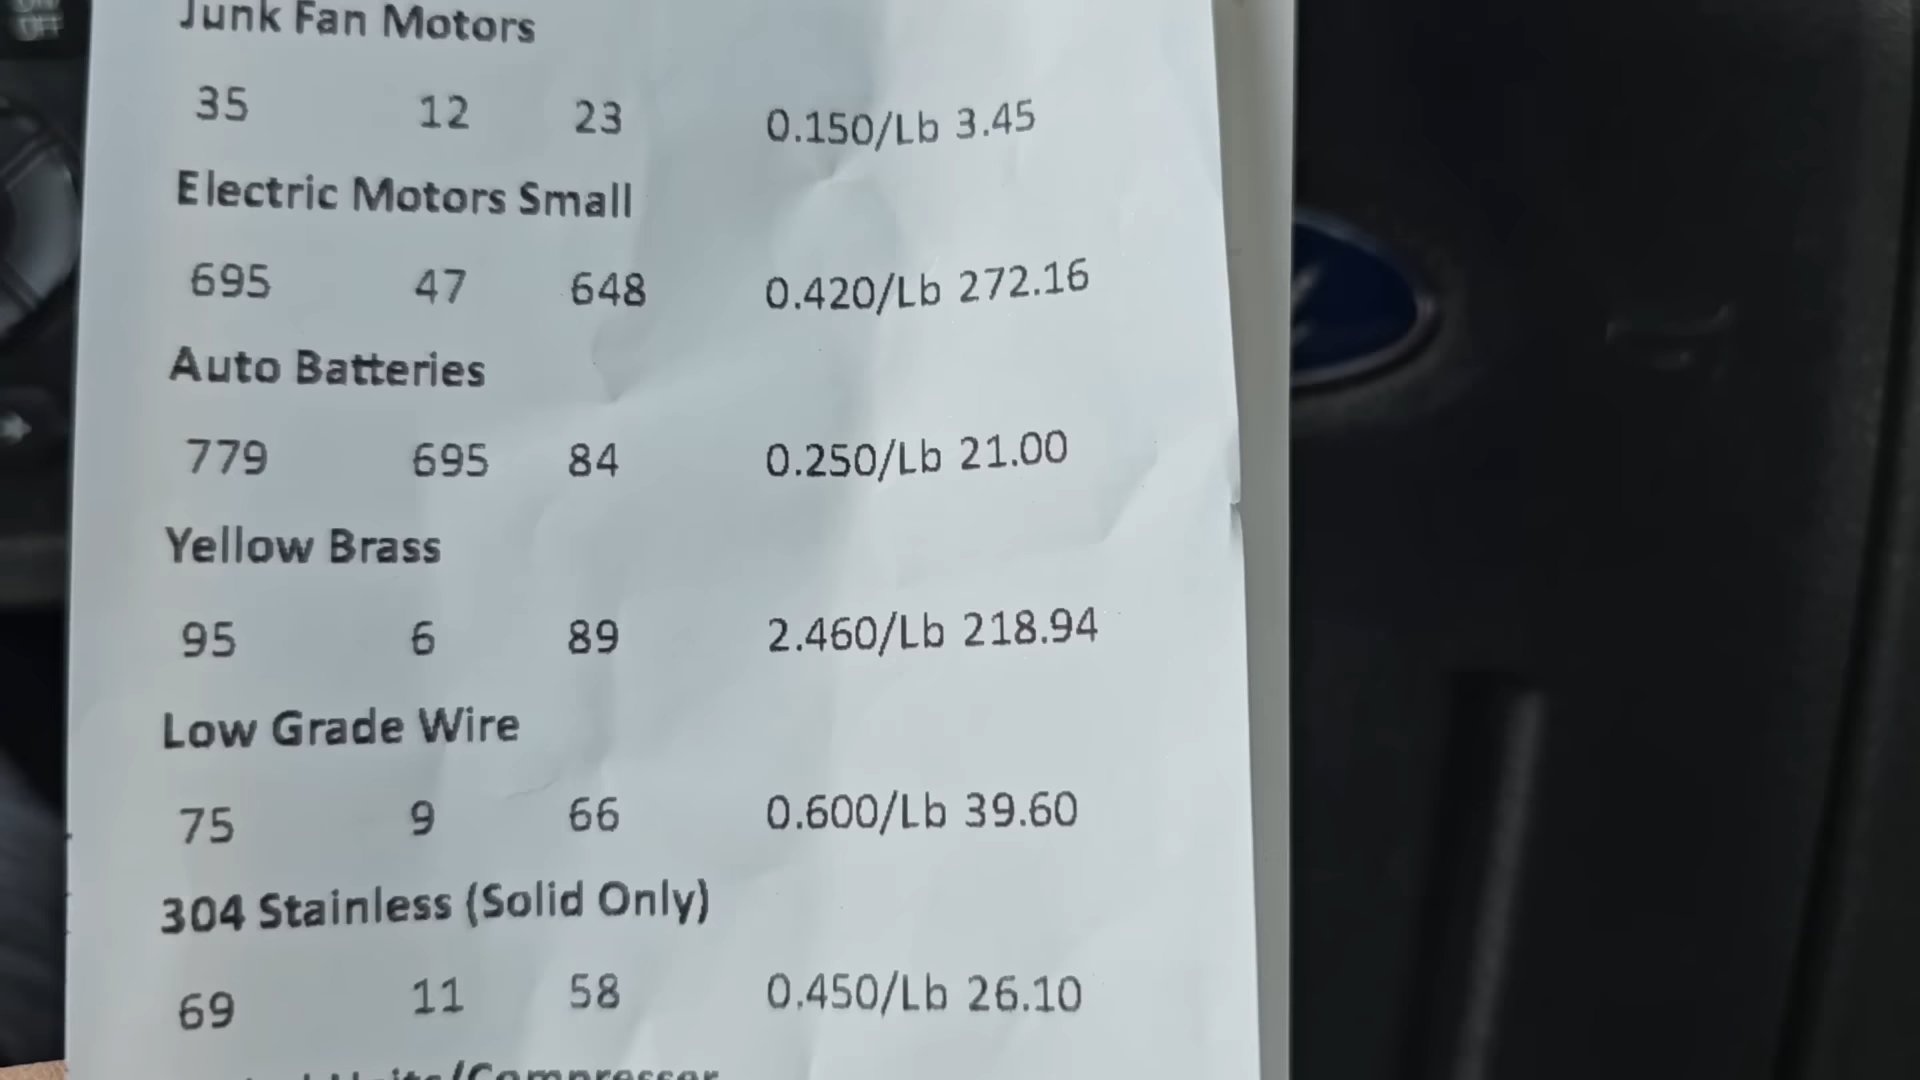 Junk Fan Motors
35 12 23 0.150/Lb 3.45
Electric Motors Small
695 47 648 0.420/Lb 272.16
Auto Batteries
779 695 84 0.250/Lb 21.00
Yellow Brass
95 6 89 2.460/Lb 218.94
Low Grade Wire
75 9 66 0.600/Lb 39.60
304 Stainless (Solid Only)
69 11 58 0.450/Lb 26.10
Units/Compressor
OFF